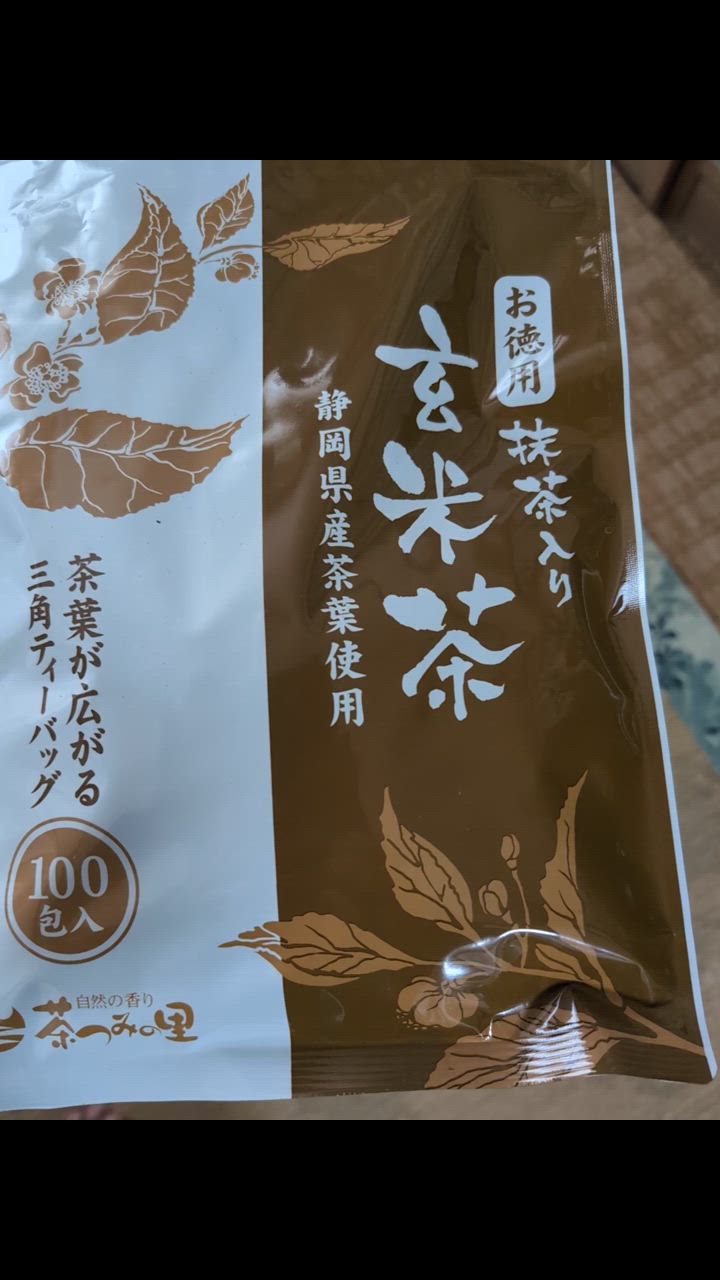 お徳用
抹茶入り
玄米茶
静岡県産茶葉使用
茶葉が広がる
三角ティーバッグ
100
包入
自然の香り
茶つみの里